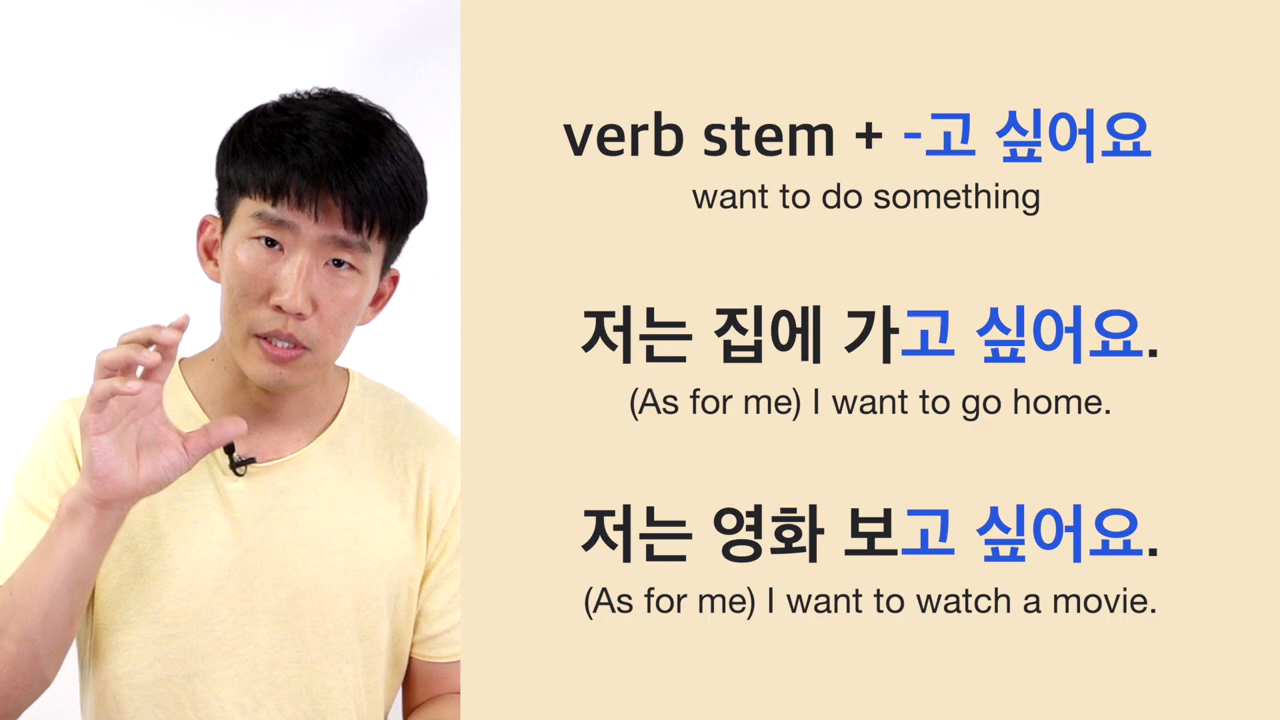 verb stem + -고 싶어요
want to do something
저는 집에 가고 싶어요.
(As for me) I want to go home.
저는 영화 보고 싶어요.
(As for me) I want to watch a movie.